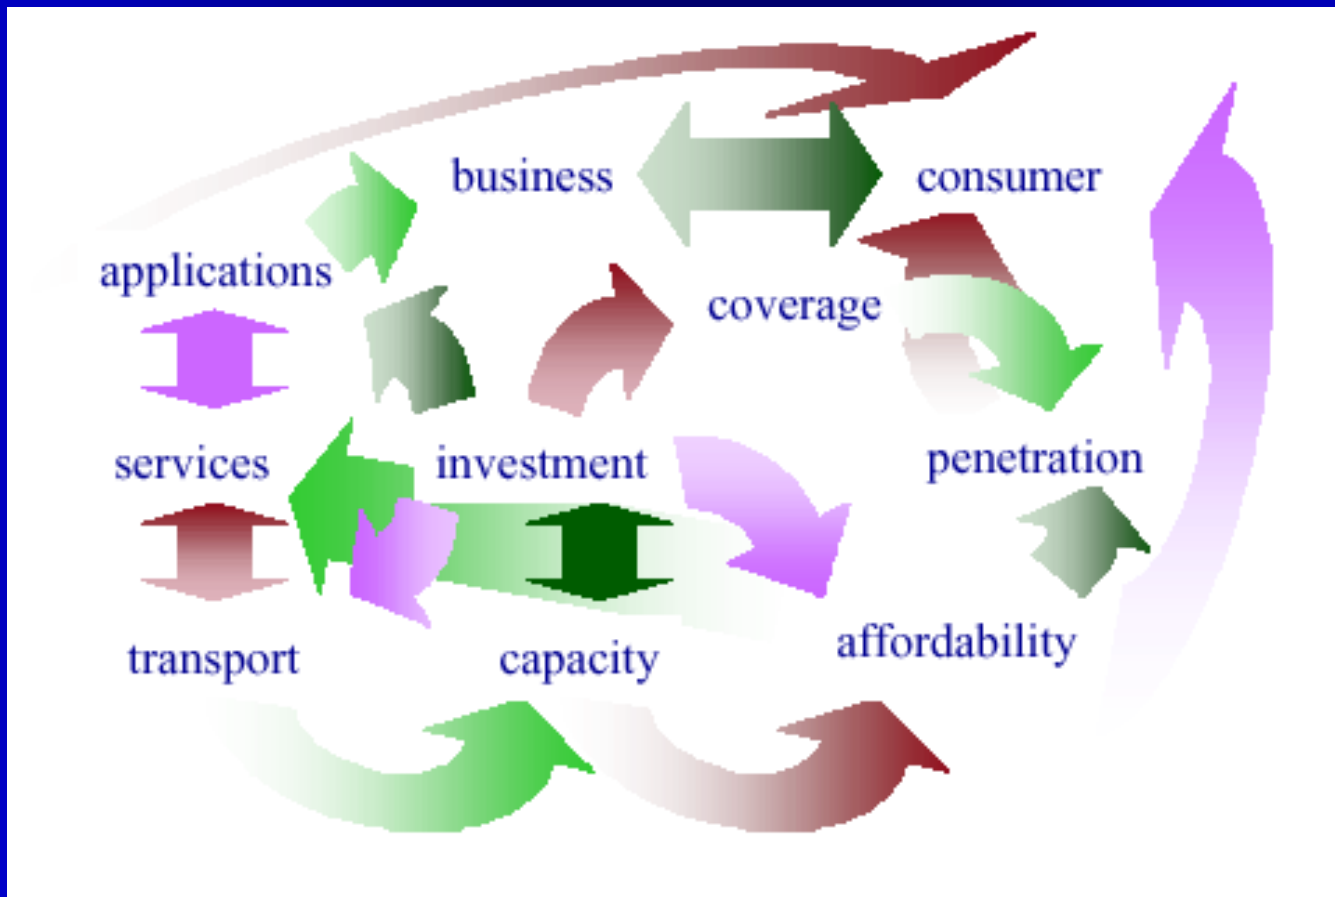 business
consumer
applications
coverage
services
investment
penetration
transport
capacity
affordability